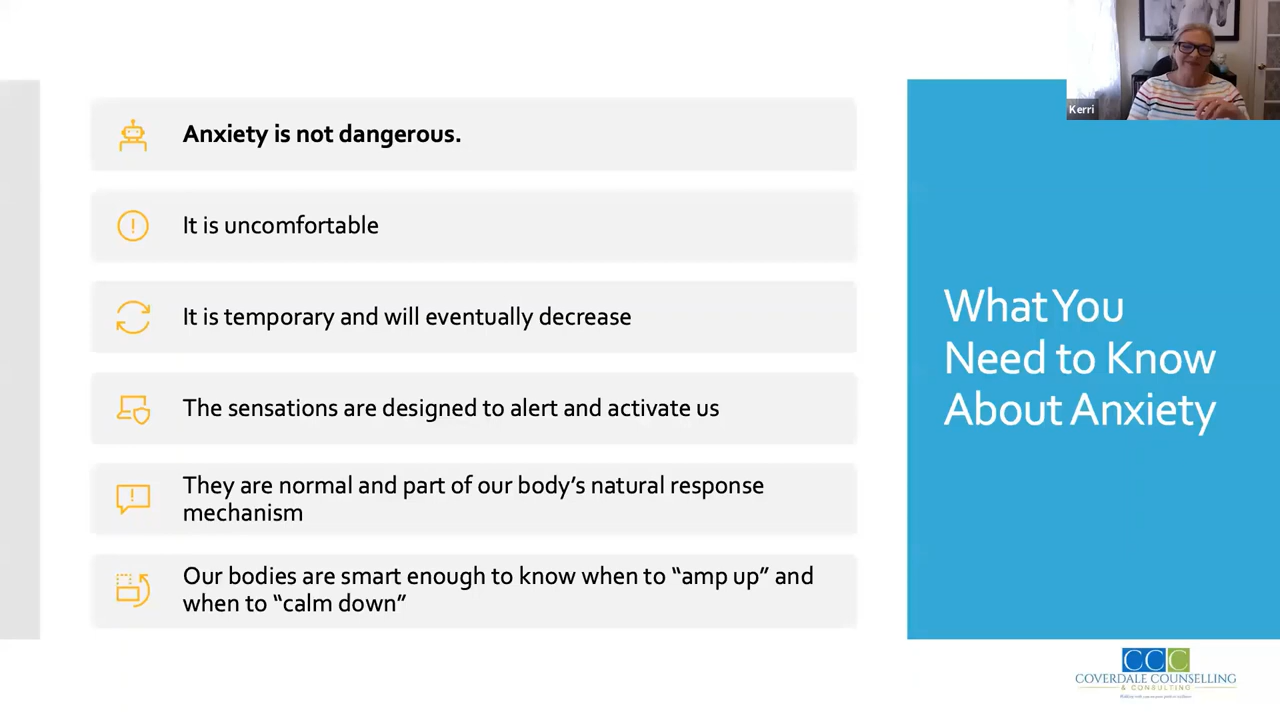 Anxiety is not dangerous.
It is uncomfortable
It is temporary and will eventually decrease
The sensations are designed to alert and activate us
They are normal and part of our body’s natural response
mechanism
Our bodies are smart enough to know when to “amp up” and
when to “calm down”
What You
Need to Know
About Anxiety
Kerri
CCC
COVERDALE COUNSELLING
& CONSULTING